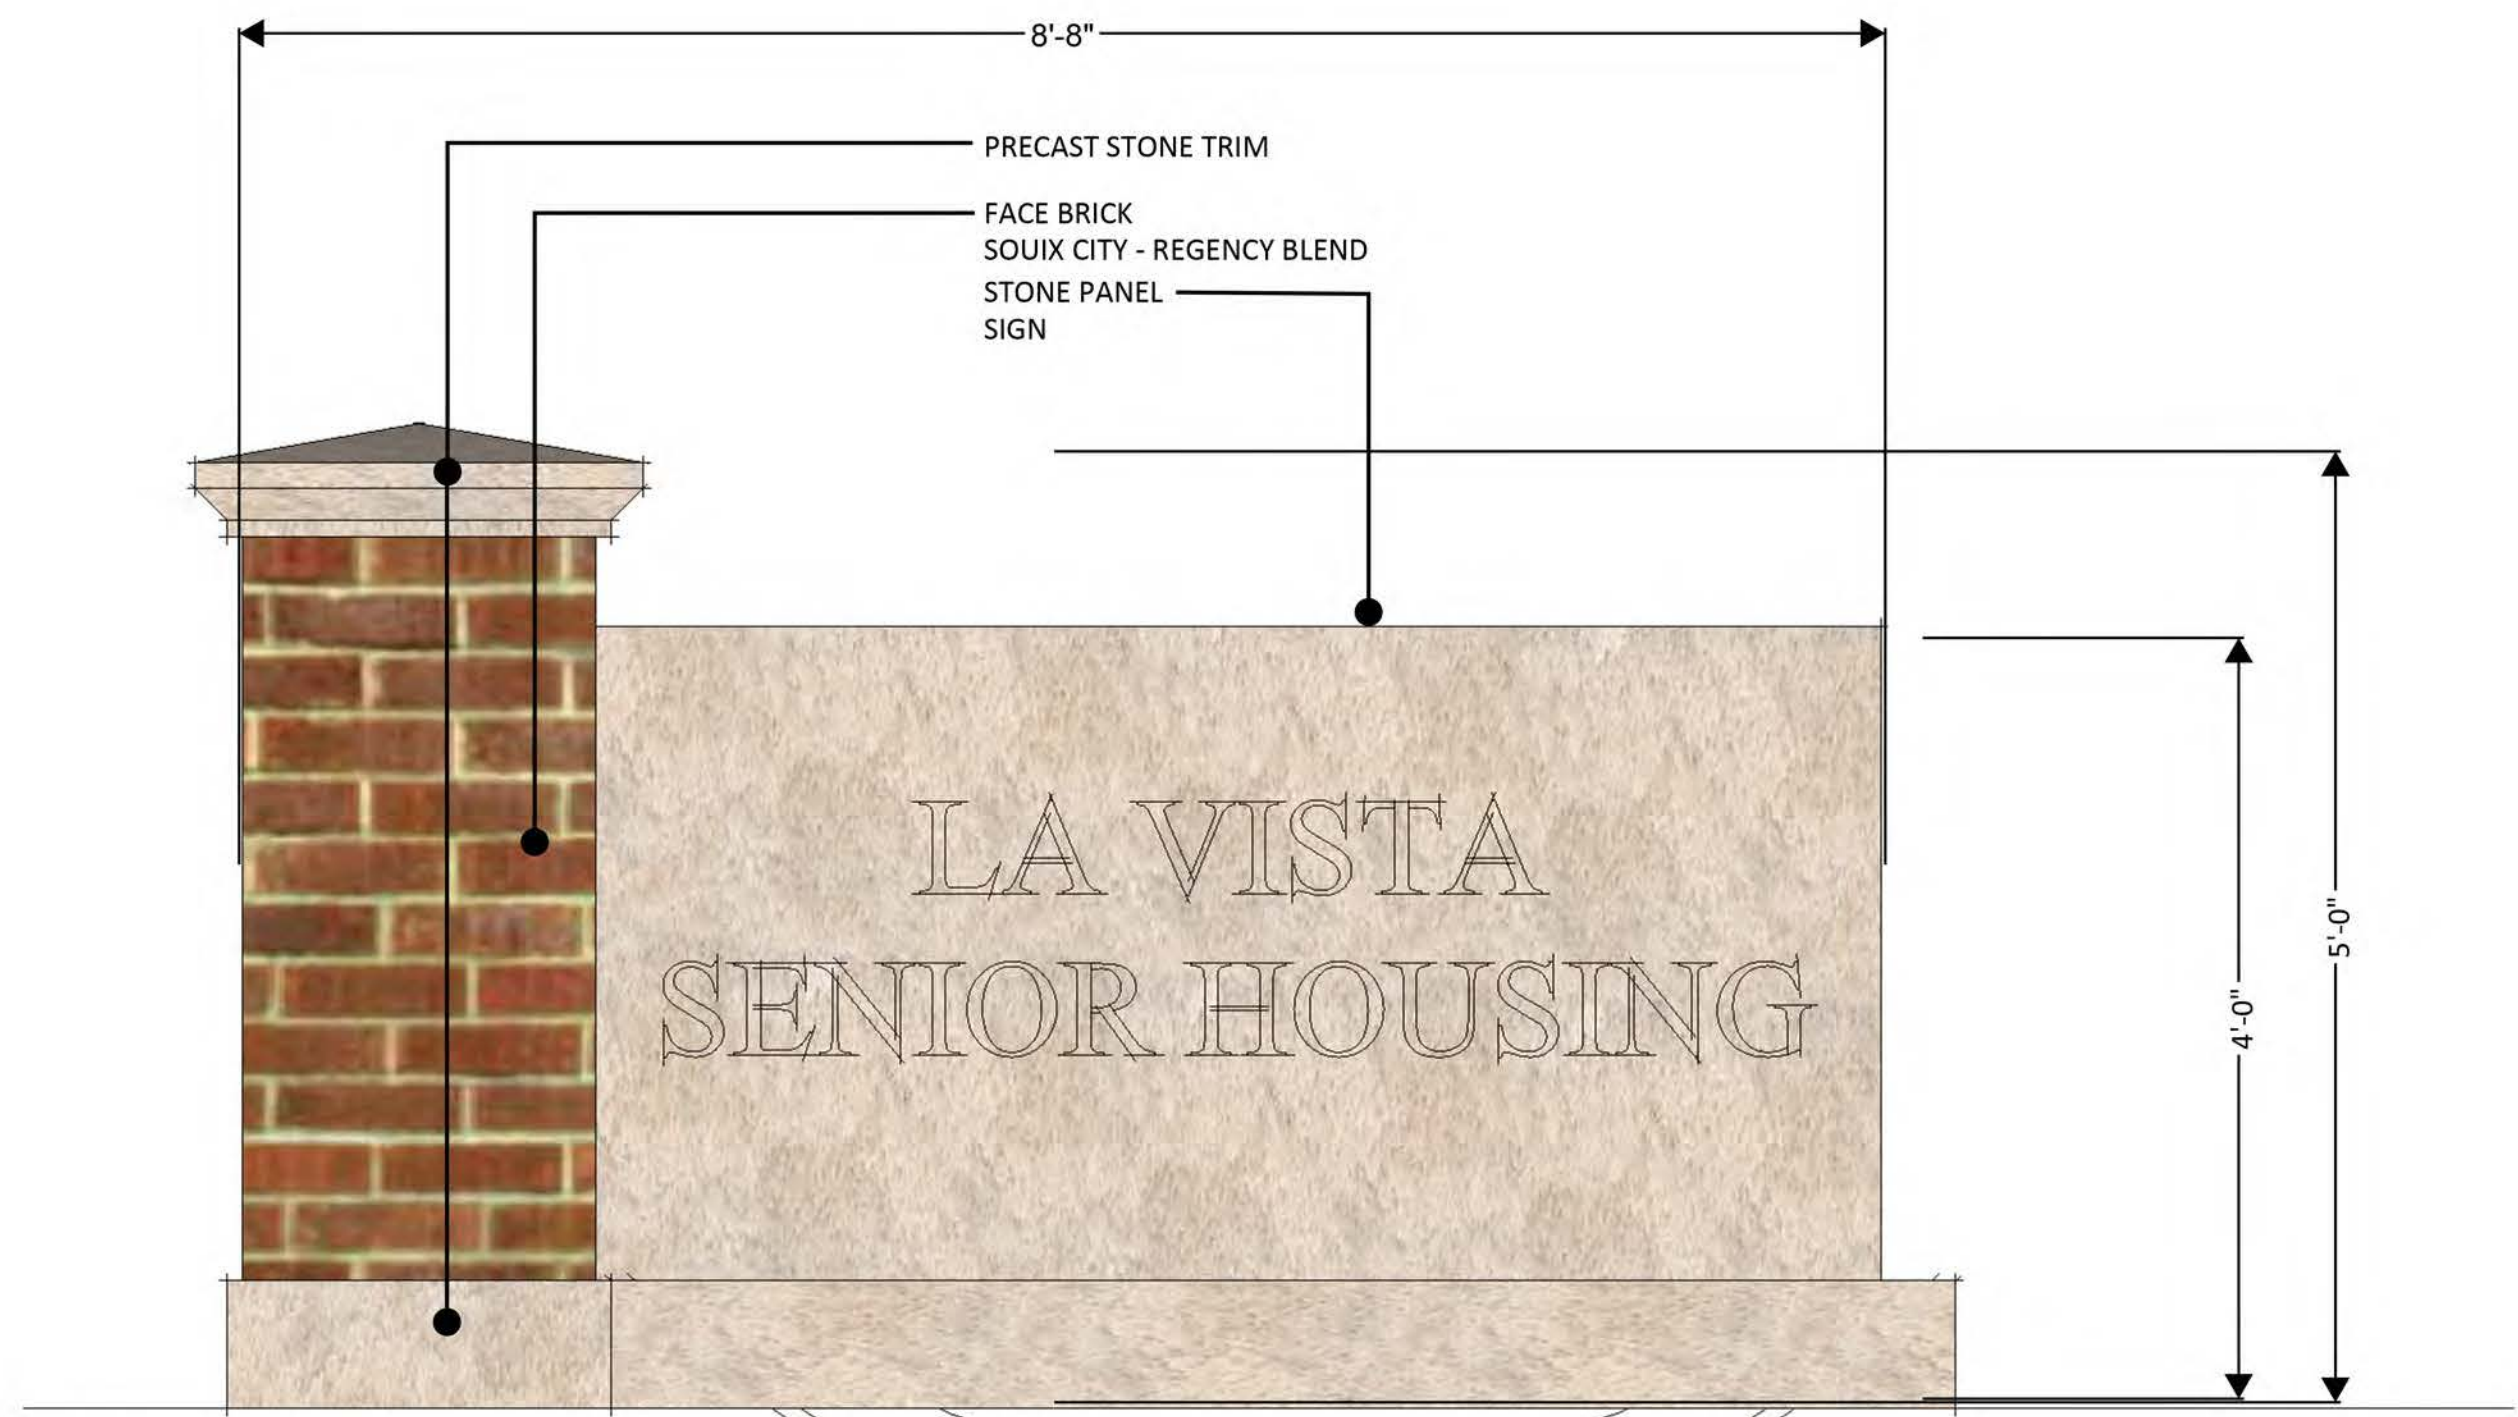 8'-8"
PRECAST STONE TRIM
FACE BRICK
SOUIX CITY - REGENCY BLEND
STONE PANEL
SIGN
LA VISTA
SENIOR HOUSING
5'-0"
4'-0"